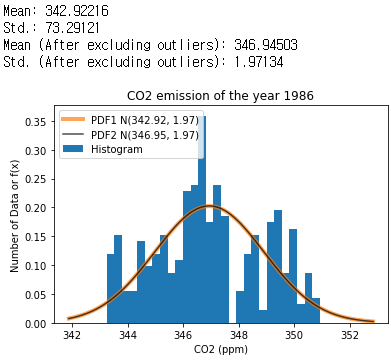 Mean: 342.92216
Std.: 73.29121
Mean (After excluding outliers): 346.94503
Std. (After excluding outliers): 1.97134
CO2 emission of the year 1986
PDF1 N(342.92, 1.97)
PDF2 N(346.95, 1.97)
Histogram
Number of Data or f(x)
0.35
0.30
0.25
0.20
0.15
0.10
0.05
0.00
342 344 346 348 350 352
CO2 (ppm)